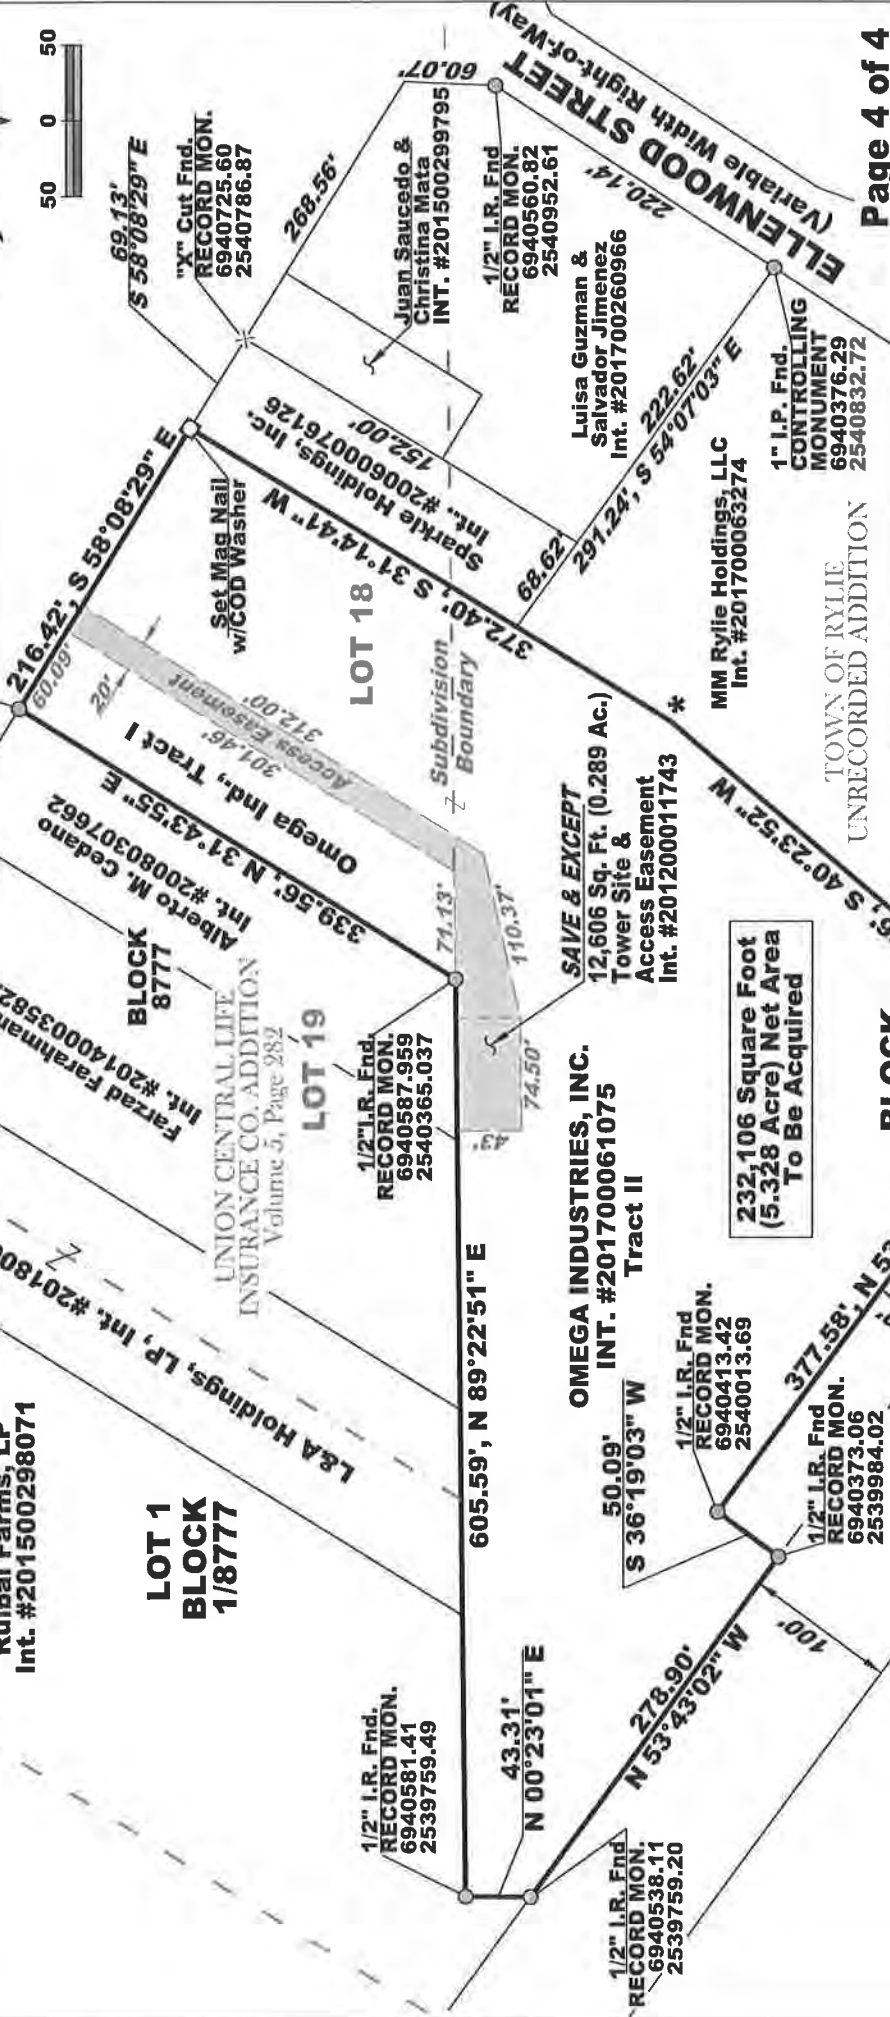 Ruibal Farms, LP
Int. #201500298071
LOT 1
BLOCK
1/8777
L&A Holdings, LP, Int. #201800
Farzad Farahman
Int. #20140003582
BLOCK
8777
Alberto M. Cedano
Int. #20080307662
UNION CENTRAL LIFE
INSURANCE CO. ADDITION
Volume 5, Page 282
LOT 19
1/2" I.R. Fnd.
RECORD MON.
6940587.959
2540365.037
339.56', N 31°43'55" E
Omega Ind., Tract I
216.42', S 58°08'29" E
60.09'
20'
301.46'
Access Easement
312.00'
Set Mag Nail
w/COD Washer
LOT 18
Subdivision
Boundary
69.13'
S 58°08'29" E
"X" Cut Fnd.
RECORD MON.
6940725.60
2540786.87
50 0 50
268.56'
60.07'
Juan Saucedo &
Christina Mata
INT. #201500299795
152.00'
Sparkle Holdings, Inc.
Int. #200600076126
372.40', S 31°14'41" W
1/2" I.R. Fnd
RECORD MON.
6940560.82
2540952.61
220.14'
ELLENWOOD STREET
(Variable Width Right-of-Way)
Luisa Guzman &
Salvador Jimenez
Int. #201700260966
222.62'
68.62'
291.24', S 54°07'03" E
1" I.P. Fnd.
CONTROLLING
MONUMENT
6940376.29
2540832.72
MM Rylie Holdings, LLC
Int. #201700063274
*
TOWN OF RYLIE
UNRECORDED ADDITION
6', S 40°23'52" W
71.13'
110.37'
74.50'
43'
SAVE & EXCEPT
12,606 Sq. Ft. (0.289 Ac.)
Tower Site &
Access Easement
Int. #201200011743
605.59', N 89°22'51" E
OMEGA INDUSTRIES, INC.
INT. #201700061075
Tract II
232,106 Square Foot
(5.328 Acre) Net Area
To Be Acquired
BLOCK
50.09'
S 36°19'03" W
1/2" I.R. Fnd
RECORD MON.
6940413.42
2540013.69
377.58', N 53
1/2" I.R. Fnd
RECORD MON.
6940373.06
2539984.02
1/2" I.R. Fnd.
RECORD MON.
6940581.41
2539759.49
43.31'
N 00°23'01" E
278.90'
N 53°43'02" W
100'
1/2" I.R. Fnd
RECORD MON.
6940538.11
2539759.20
Page 4 of 4